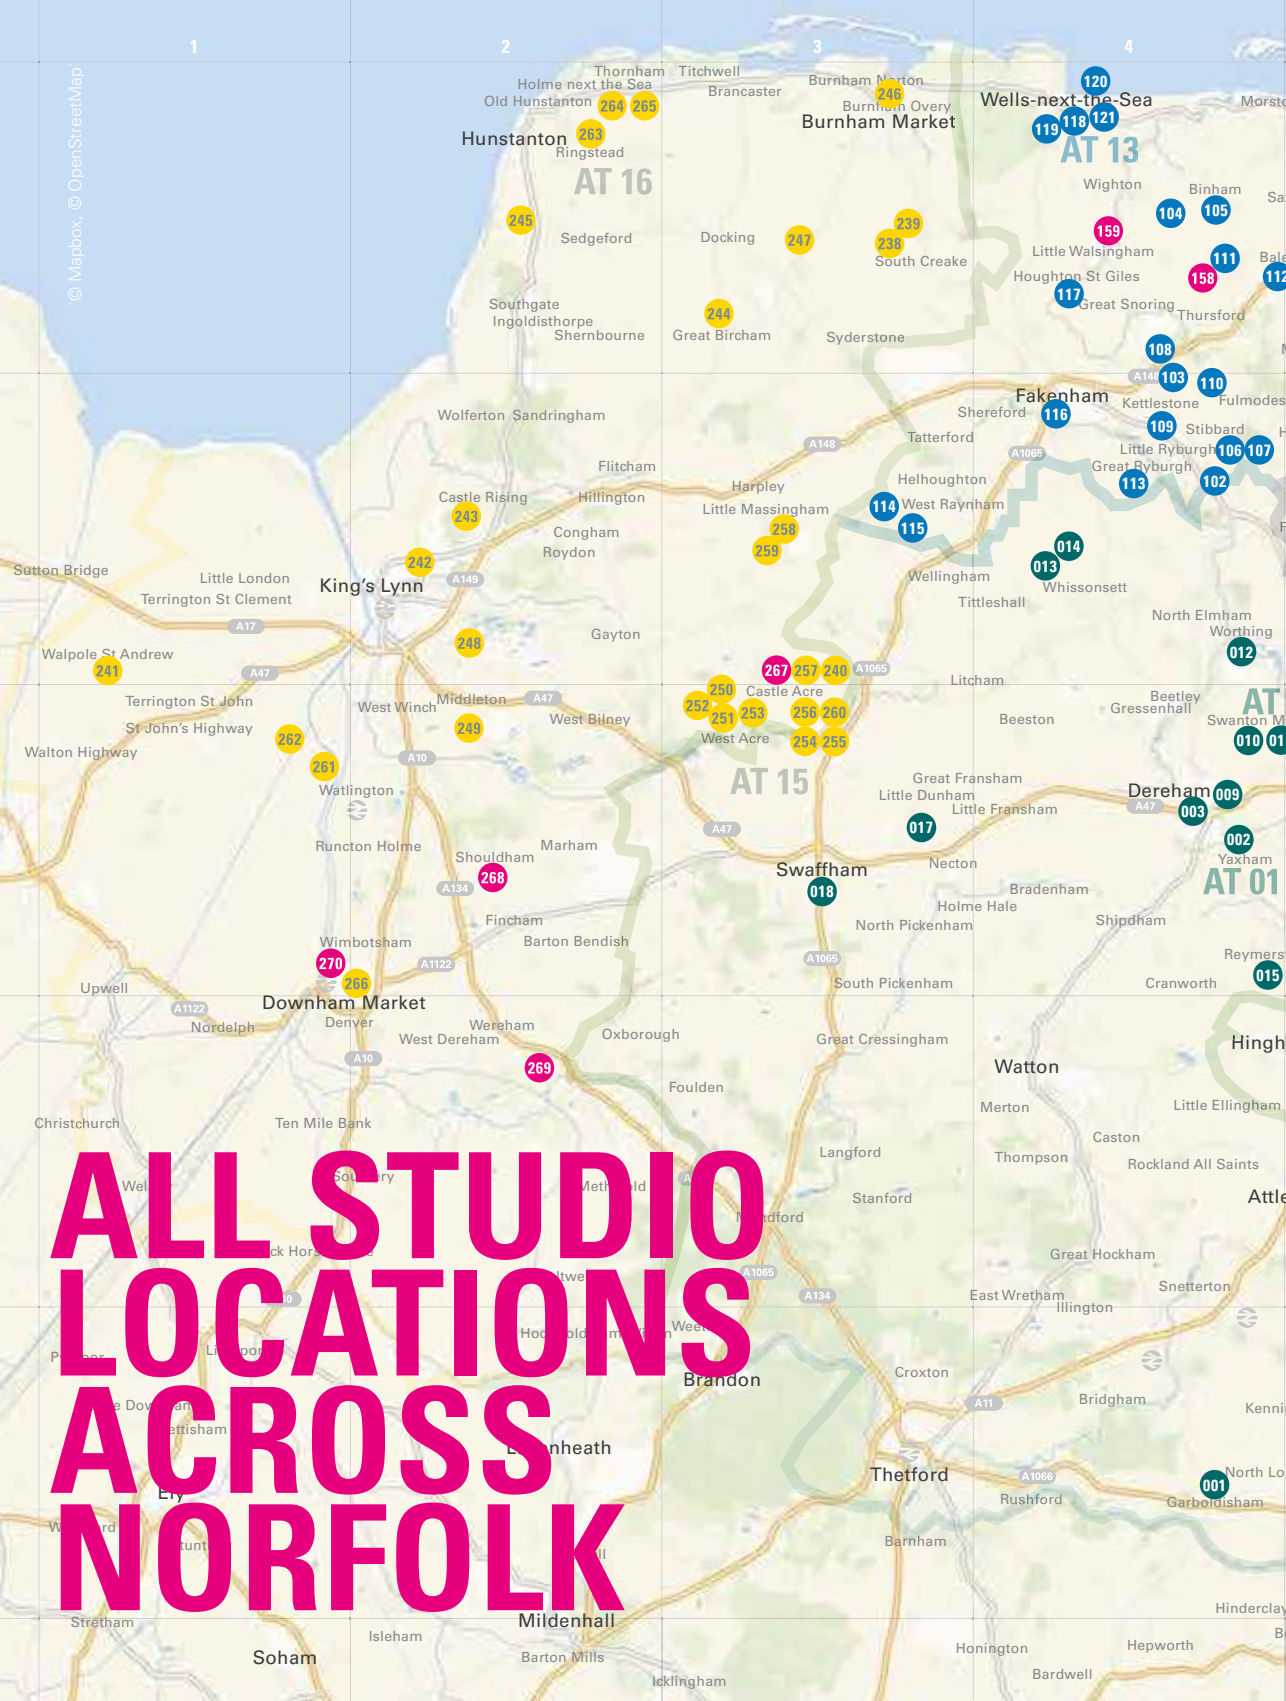 1
2
3
4
© Mapbox, © OpenStreetMap
Thornham
Titchwell
Holme next the Sea
Brancaster
Old Hunstanton
264
265
Hunstanton
263
Ringstead
AT 16
245
Sedgeford
Southgate
Ingoldisthorpe
Shernbourne
Burnham Norton
246
Burnham Overy
Burnham Market
Docking
247
239
238
South Creake
244
Great Bircham
Syderstone
120
Wells-next-the-Sea
119
118
121
AT 13
Wighton
Binham
104
105
159
Little Walsingham
111
Houghton St Giles
158
112
117
Great Snoring
Thursford
108
A148
103
110
Fakenham
Kettlestone
Shereford
116
109
Stibbard
Tatterford
A1065
Little Ryburgh
106
107
Great Ryburgh
113
102
Wolferton
Sandringham
A148
Flitcham
Castle Rising
Hillington
Harpley
Helhoughton
243
Little Massingham
114
West Raynham
258
115
Congham
259
Roydon
242
014
013
Sutton Bridge
Little London
King's Lynn
A149
Wellingham
Whissonsett
Terrington St Clement
Tittleshall
North Elmham
A17
248
Gayton
Worthing
012
Walpole St Andrew
241
A47
267
257
240
A1065
Litcham
250
Castle Acre
Terrington St John
West Winch
Middleton
A47
252
251
253
256
260
Beetley
Gressenhall
AT
Beeston
St John's Highway
249
West Bilney
West Acre
254
255
010
262
Walton Highway
A10
261
AT 15
Watlington
Great Fransham
Little Dunham
Little Fransham
Dereham
009
A47
003
017
A47
002
Runcton Holme
Marham
Shouldham
Yaxham
268
A134
Swaffham
Necton
AT 01
018
Bradenham
Holme Hale
Fincham
North Pickenham
Shipdham
Wimbotsham
Barton Bendish
270
A1122
A1065
266
015
Upwell
South Pickenham
Cranworth
Downham Market
A1122
Nordelph
Denver
Wereham
Oxborough
West Dereham
Great Cressingham
A10
269
Watton
Foulden
Merton
Little Ellingham
Christchurch
Ten Mile Bank
Caston
Langford
Thompson
Rockland All Saints
Stanford
ALL STUDIO
LOCATIONS
ACROSS
NORFOLK
Great Hockham
A1065
A134
East Wretham
Snetterton
Illington
Brandon
Croxton
A11
Bridgham
Thetford
A1066
Rushford
001
Garboldisham
Barnham
Stretham
Isleham
Mildenhall
Soham
Barton Mills
Icklingham
Honington
Hepworth
Bardwell